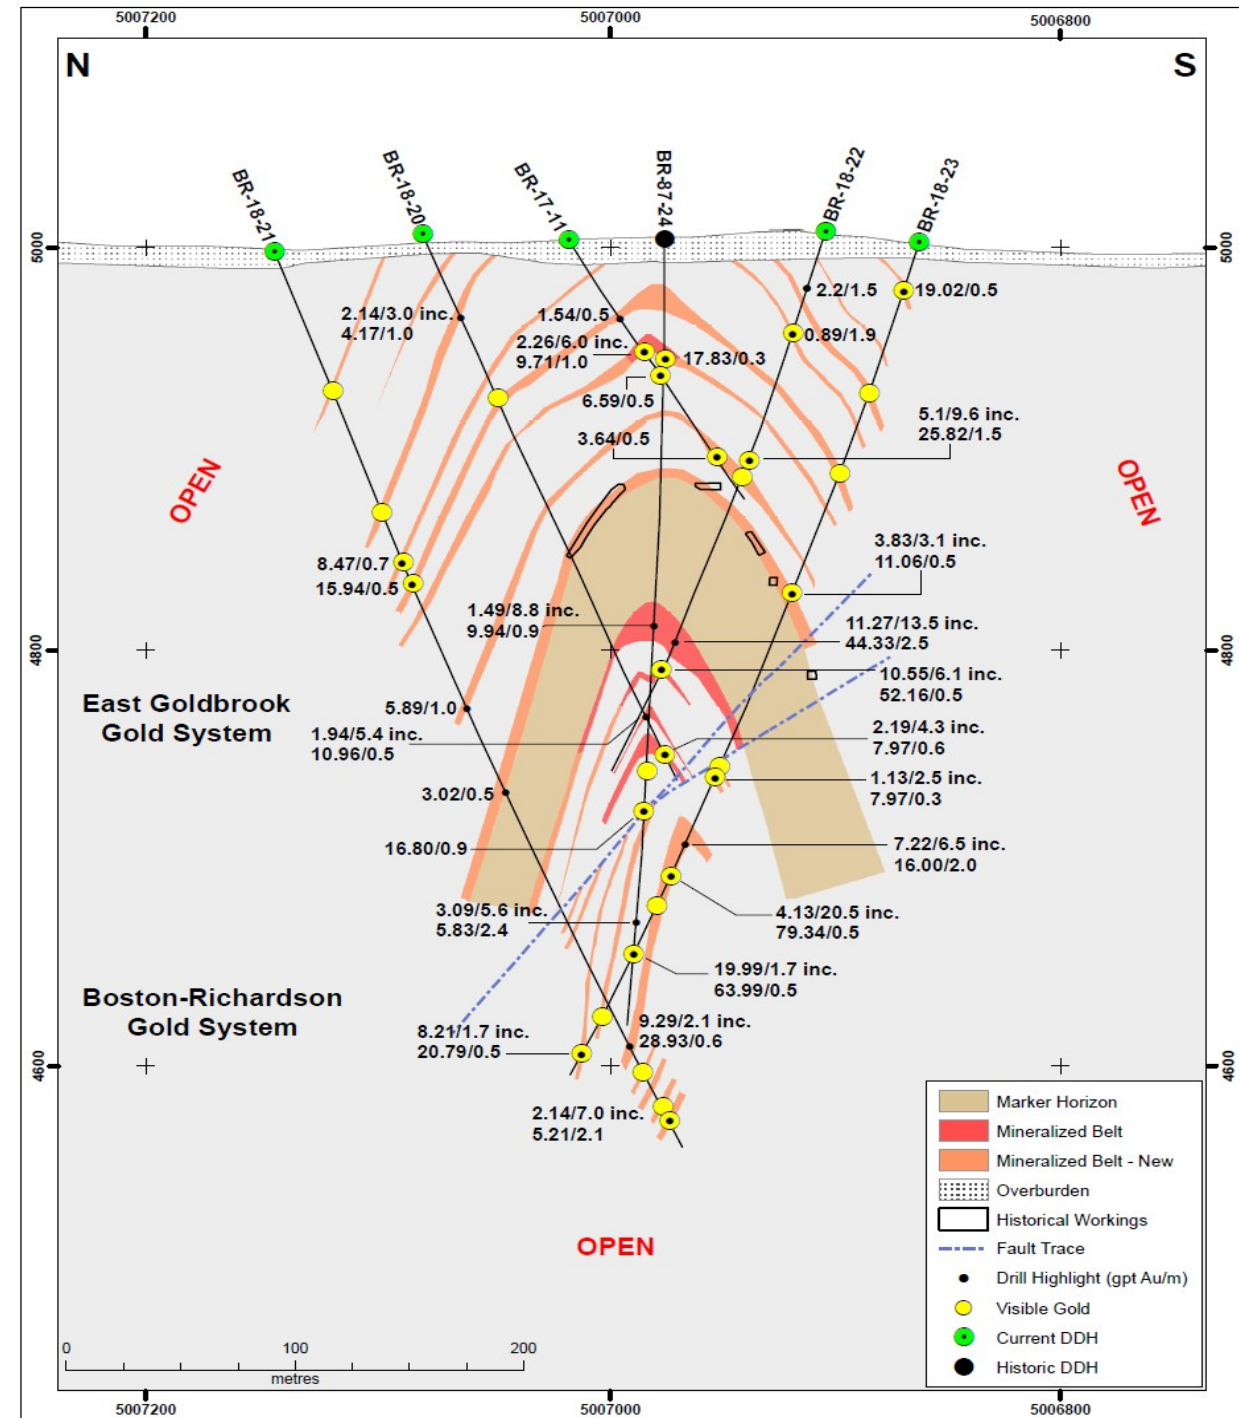 5007200
5007000
5006800
N
S
BR-18-21
BR-18-20
BR-17-11
BR-87-24
BR-18-22
BR-18-23
5000
5000
2.14/3.0 inc.
4.17/1.0
1.54/0.5
2.26/6.0 inc.
9.71/1.0
17.83/0.3
6.59/0.5
3.64/0.5
2.2/1.5
19.02/0.5
0.89/1.9
5.1/9.6 inc.
25.82/1.5
OPEN
OPEN
8.47/0.7
15.94/0.5
3.83/3.1 inc.
11.06/0.5
1.49/8.8 inc.
9.94/0.9
11.27/13.5 inc.
44.33/2.5
4800
4800
10.55/6.1 inc.
52.16/0.5
East Goldbrook
Gold System
5.89/1.0
1.94/5.4 inc.
10.96/0.5
2.19/4.3 inc.
7.97/0.6
3.02/0.5
1.13/2.5 inc.
7.97/0.3
16.80/0.9
7.22/6.5 inc.
16.00/2.0
3.09/5.6 inc.
5.83/2.4
4.13/20.5 inc.
79.34/0.5
19.99/1.7 inc.
63.99/0.5
Boston-Richardson
Gold System
8.21/1.7 inc.
20.79/0.5
9.29/2.1 inc.
28.93/0.6
4600
4600
2.14/7.0 inc.
5.21/2.1
OPEN
Marker Horizon
Mineralized Belt
Mineralized Belt - New
Overburden
Historical Workings
Fault Trace
Drill Highlight (gpt Au/m)
Visible Gold
Current DDH
Historic DDH
0
100
200
metres
5007200
5007000
5006800